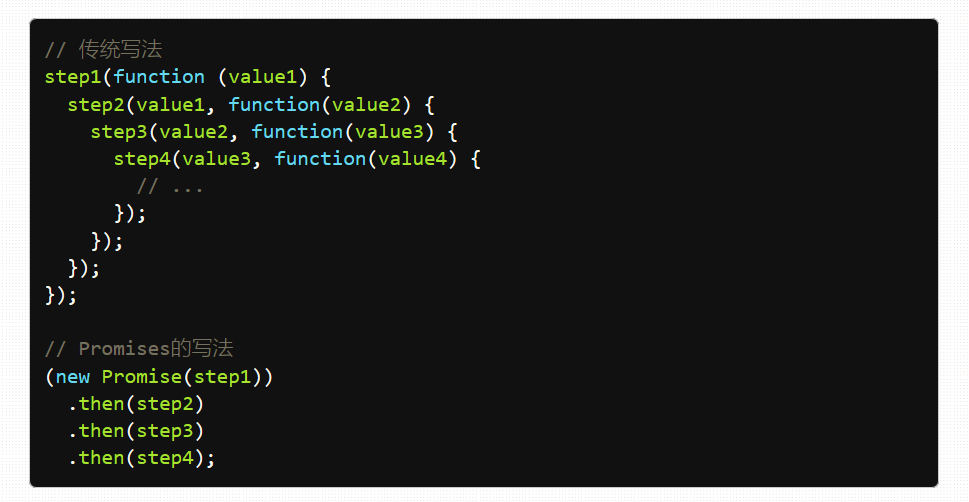 // 传统写法
step1(function (value1) {
  step2(value1, function(value2) {
    step3(value2, function(value3) {
      step4(value3, function(value4) {
        // ...
      });
    });
  });
});

// Promises的写法
(new Promise(step1))
  .then(step2)
  .then(step3)
  .then(step4);